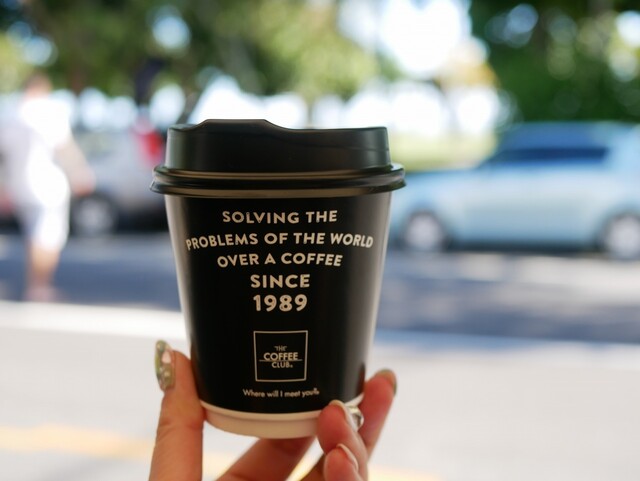 SOLVING THE
PROBLEMS OF THE WORLD
OVER A COFFEE
SINCE
1989
"THE"
COFFEE
CLUB®
Where will I meet you?®